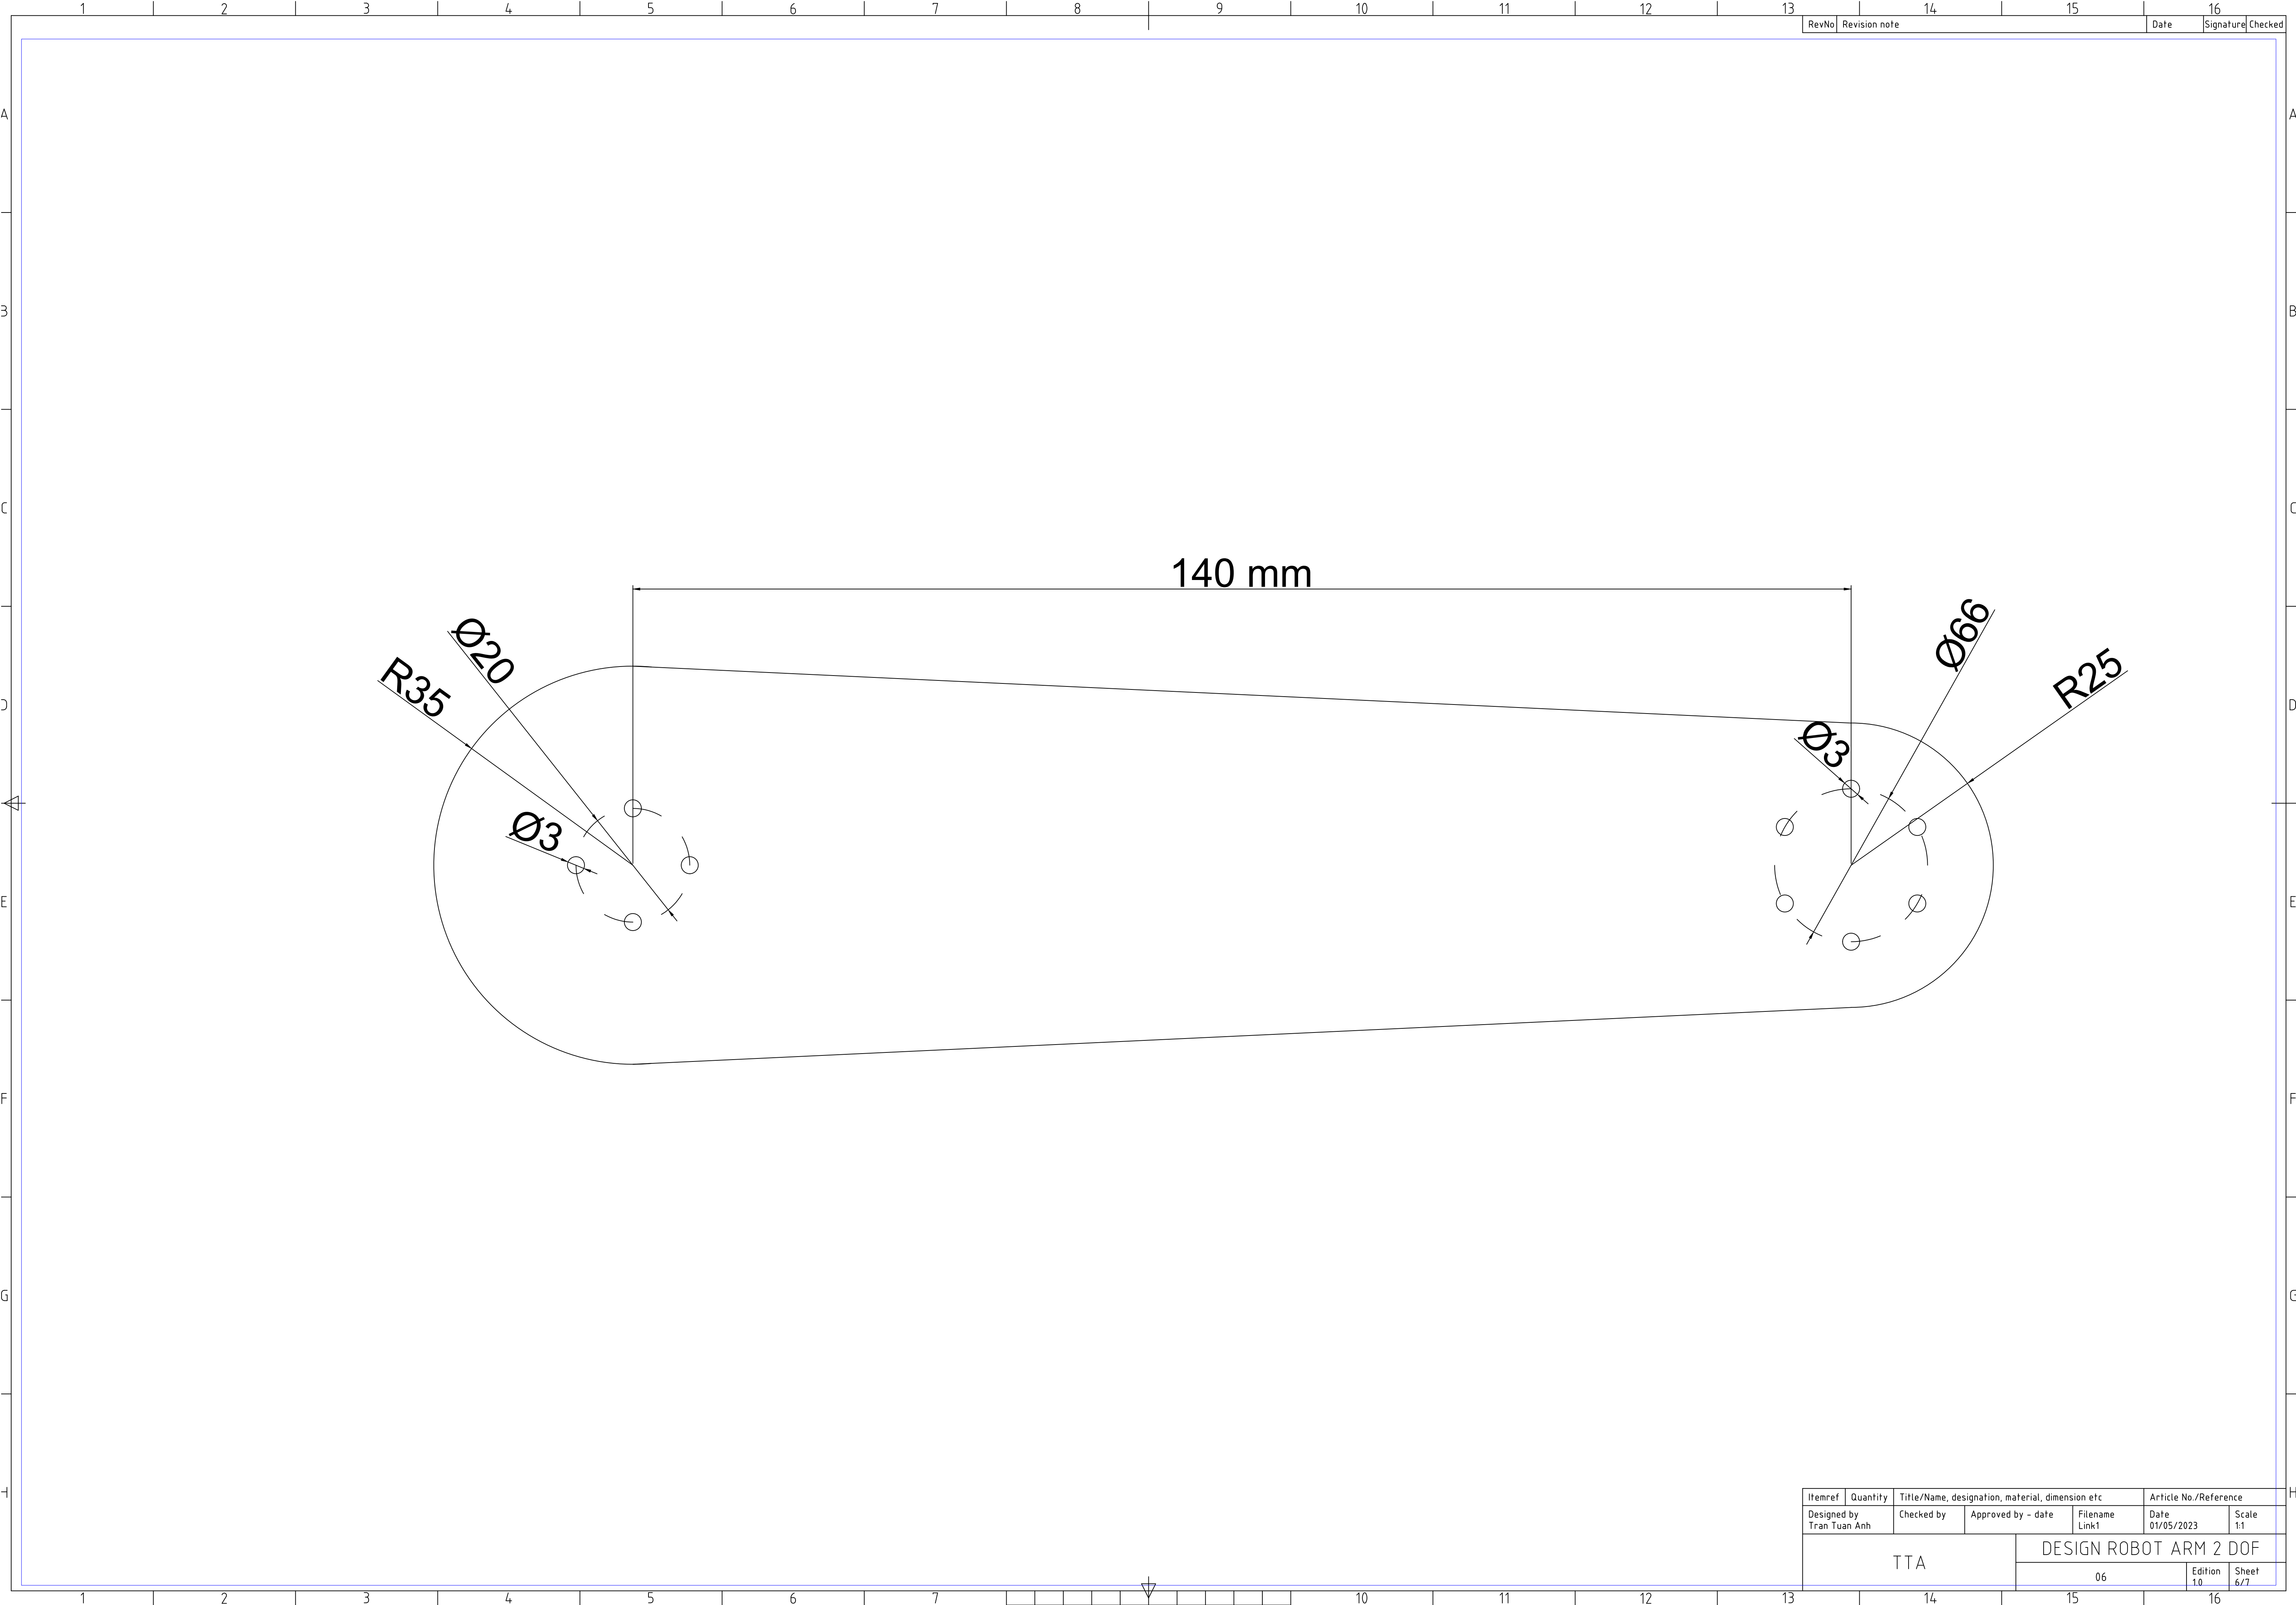 1 2 3 4 5 6 7 8 9 10 11 12 13 14 15 16
RevNo Revision note Date Signature Checked
A A
B B
C C
140 mm
Ø20 Ø66
R35 R25
D D
Ø3
Ø3
E E
F F
G G
H H
Itemref Quantity Title/Name, designation, material, dimension etc Article No./Reference
Designed by Checked by Approved by - date Filename Date Scale
Tran Tuan Anh Link1 01/05/2023 1:1
TTA DESIGN ROBOT ARM 2 DOF
06 Edition Sheet
1.0 6/7
1 2 3 4 5 6 7 10 11 12 13 14 15 16